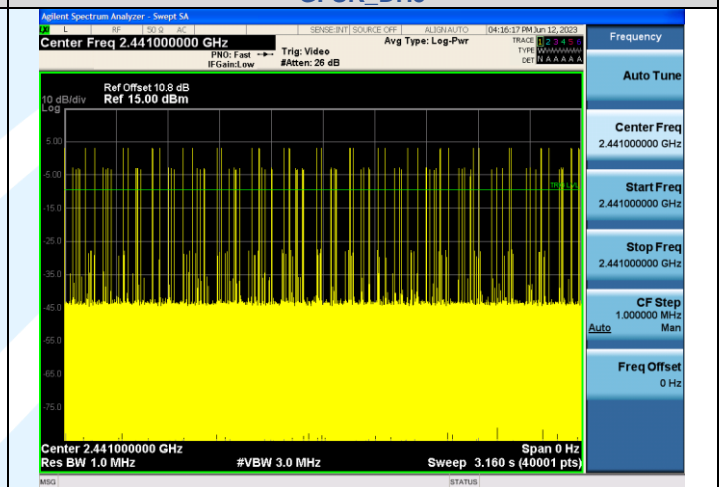 Agilent Spectrum Analyzer - Swept SA
L RF 50 Ω AC SENSE:INT SOURCE OFF ALIGNAUTO 04:16:17 PM Jun 12, 2023
Center Freq 2.441000000 GHz
PNO: Fast
IFGain:Low
Trig: Video
#Atten: 26 dB
Avg Type: Log-Pwr
TRACE 1 2 3 4 5 6
TYPE WWWWWW
DET N A A A A A
Ref Offset 10.8 dB
10 dB/div Ref 15.00 dBm
Log
5.00
-5.00
-15.0
-25.0
-35.0
-45.0
-55.0
-65.0
-75.0
Center 2.441000000 GHz Span 0 Hz
Res BW 1.0 MHz #VBW 3.0 MHz Sweep 3.160 s (40001 pts)
MSG STATUS
Frequency
Auto Tune
Center Freq
2.441000000 GHz
Start Freq
2.441000000 GHz
Stop Freq
2.441000000 GHz
CF Step
1.000000 MHz
Auto Man
Freq Offset
0 Hz